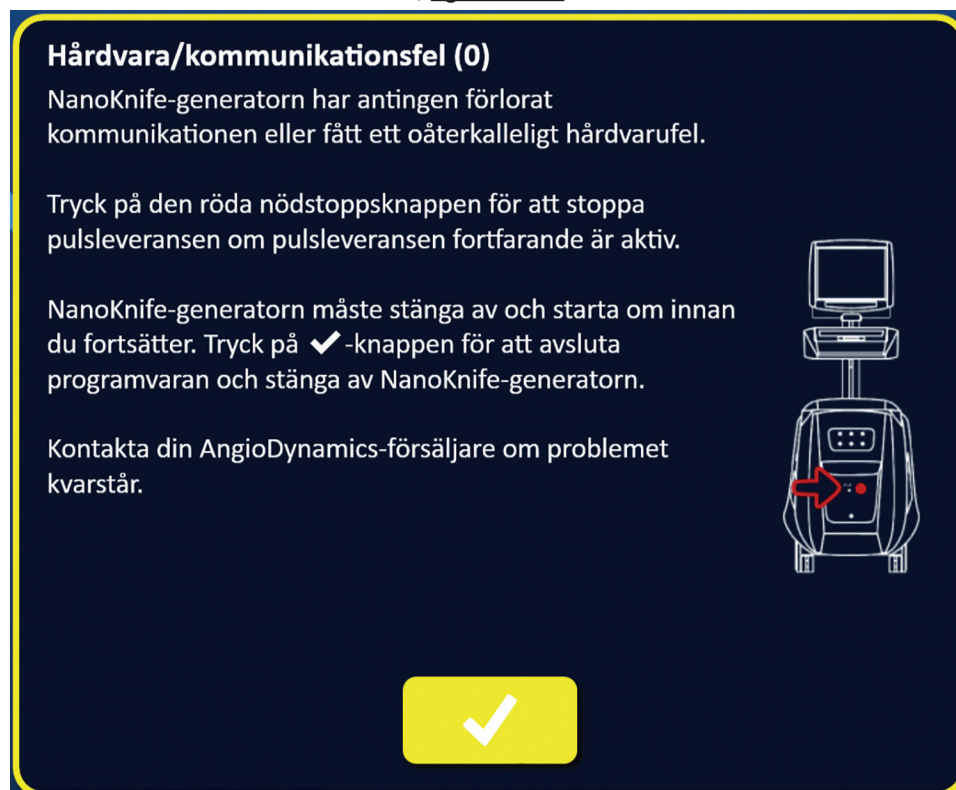 Hårdvara/kommunikationsfel (0)
NanoKnife-generatorn har antingen förlorat
kommunikationen eller fått ett oåterkalleligt hårdvarufel.
Tryck på den röda nödstoppsknappen för att stoppa
pulsleveransen om pulsleveransen fortfarande är aktiv.
NanoKnife-generatorn måste stänga av och starta om innan
du fortsätter. Tryck på ✔-knappen för att avsluta
programvaran och stänga av NanoKnife-generatorn.
Kontakta din AngioDynamics-försäljare om problemet
kvarstår.